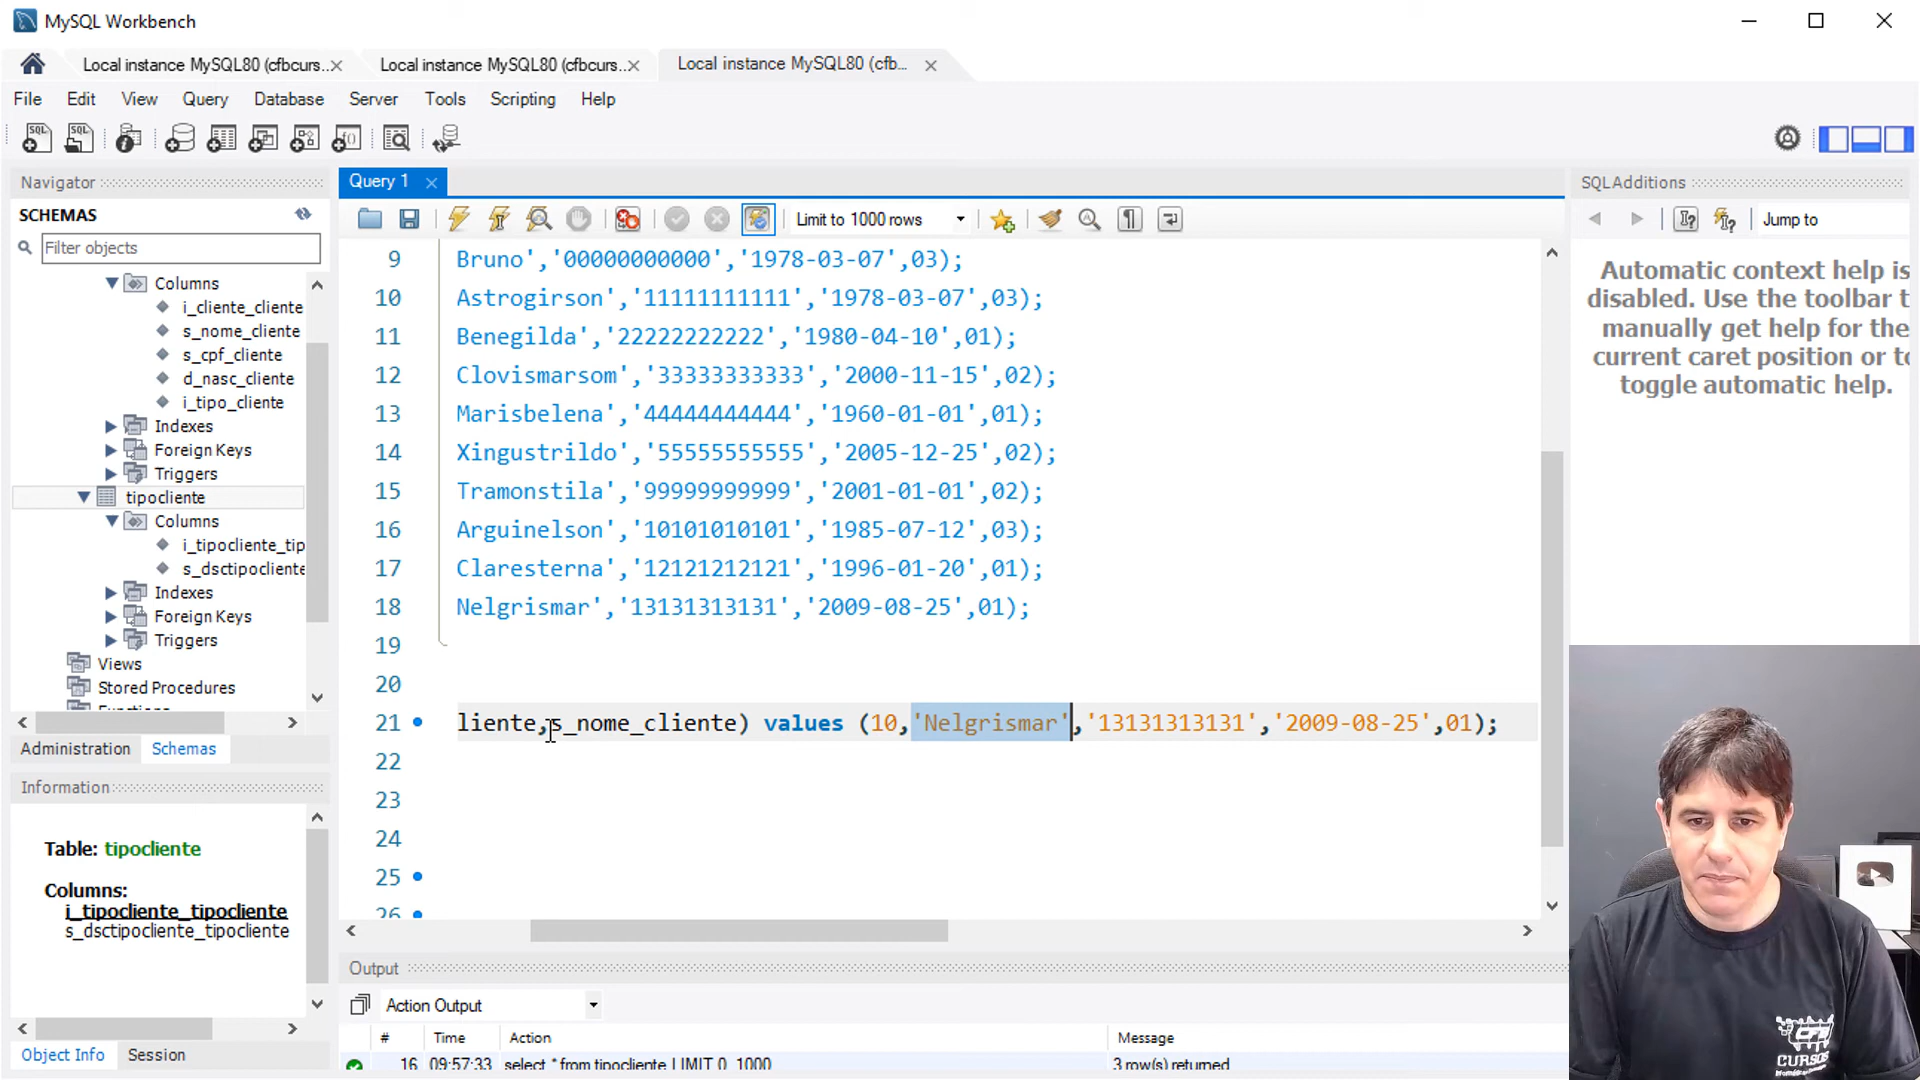 MySQL Workbench
Local instance MySQL80 (cfbcurs...
Local instance MySQL80 (cfbcurs...
Local instance MySQL80 (cfb...
File Edit View Query Database Server Tools Scripting Help
Navigator
SCHEMAS
Filter objects
Columns
i_cliente_cliente
s_nome_cliente
s_cpf_cliente
d_nasc_cliente
i_tipo_cliente
Indexes
Foreign Keys
Triggers
tipocliente
Columns
i_tipocliente_tip
s_dsctipocliente
Indexes
Foreign Keys
Triggers
Views
Stored Procedures
Administration Schemas
Information
Table: tipocliente
Columns:
i_tipocliente_tipocliente
s_dsctipocliente_tipocliente
Object Info Session
Query 1
Limit to 1000 rows
9 Bruno','00000000000','1978-03-07',03);
10 Astrogirson','11111111111','1978-03-07',03);
11 Benegilda','22222222222','1980-04-10',01);
12 Clovismarsom','33333333333','2000-11-15',02);
13 Marisbelena','44444444444','1960-01-01',01);
14 Xingustrildo','55555555555','2005-12-25',02);
15 Tramonstila','99999999999','2001-01-01',02);
16 Arguinelson','10101010101','1985-07-12',03);
17 Claresterna','12121212121','1996-01-20',01);
18 Nelgrismar','13131313131','2009-08-25',01);
19
20
21 liente,s_nome_cliente) values (10,'Nelgrismar','13131313131','2009-08-25',01);
22
23
24
25
26
Output
Action Output
# Time Action Message
16 09:57:33 select * from tipocliente LIMIT 0, 1000 3 row(s) returned
SQLAdditions
Jump to
Automatic context help is
disabled. Use the toolbar t
manually get help for the
current caret position or to
toggle automatic help.
CFB
CURSOS